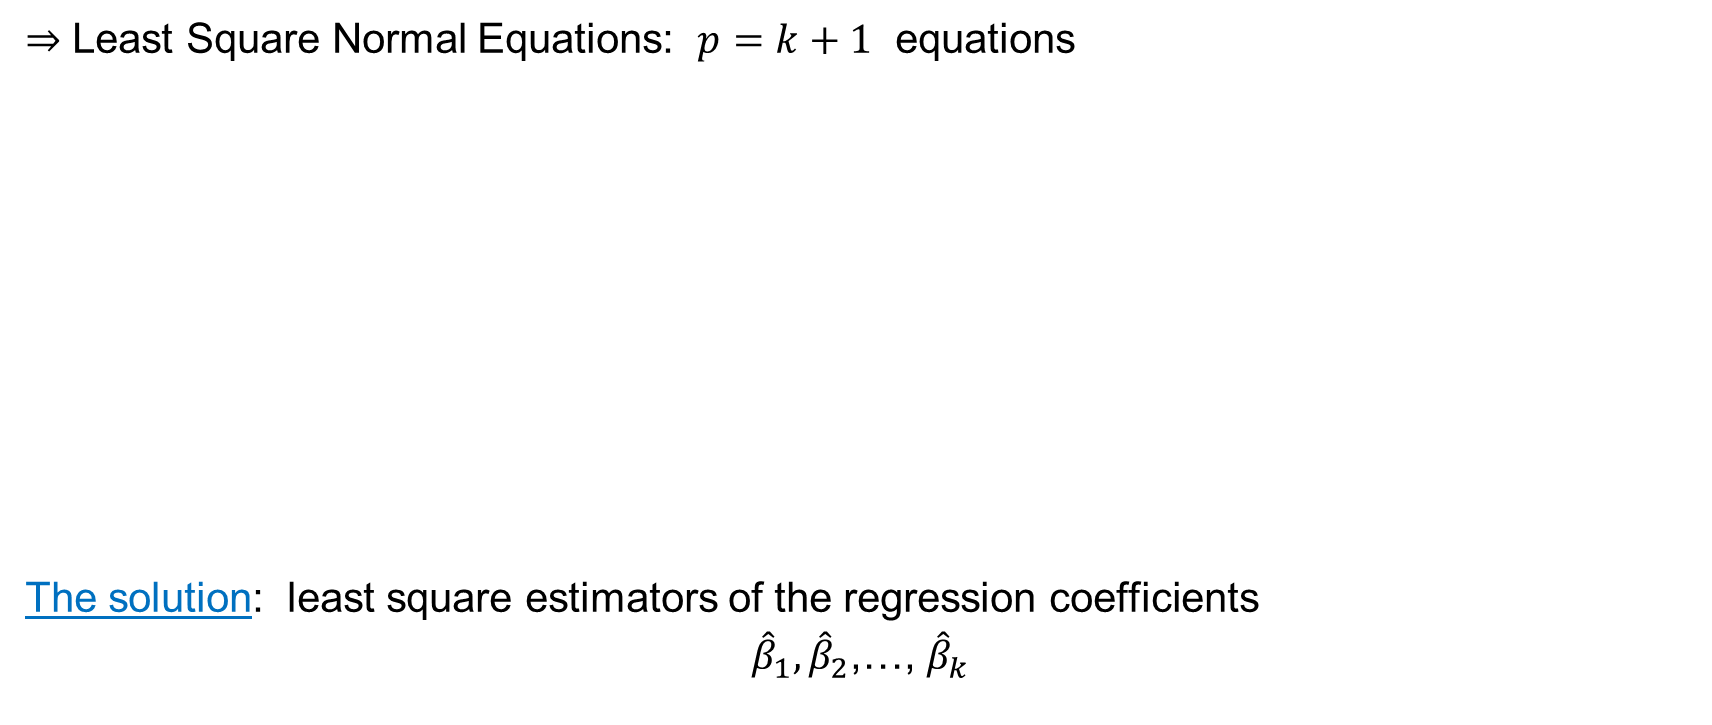 ⇒ Least Square Normal Equations: p = k + 1 equations
The solution: least square estimators of the regression coefficients
β̂₁, β̂₂,…, β̂ₖ